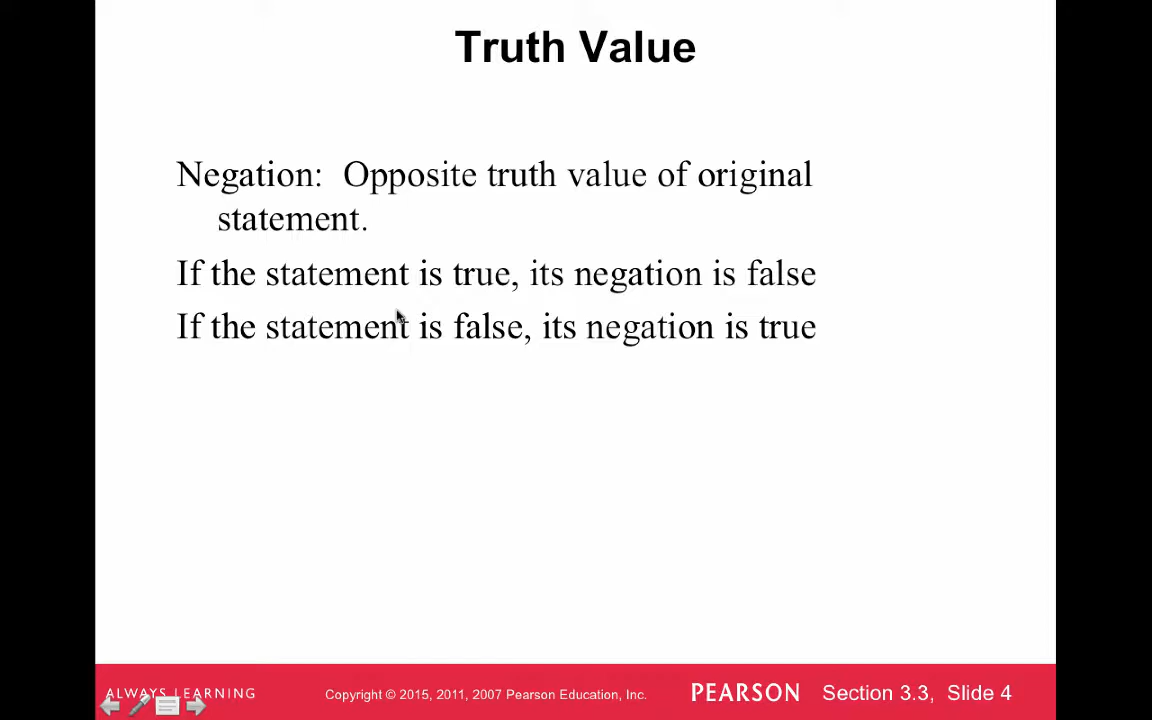 Truth Value
Negation: Opposite truth value of original
statement.
If the statement is true, its negation is false
If the statement is false, its negation is true
ALWAYS LEARNING
Copyright © 2015, 2011, 2007 Pearson Education, Inc.
PEARSON
Section 3.3, Slide 4